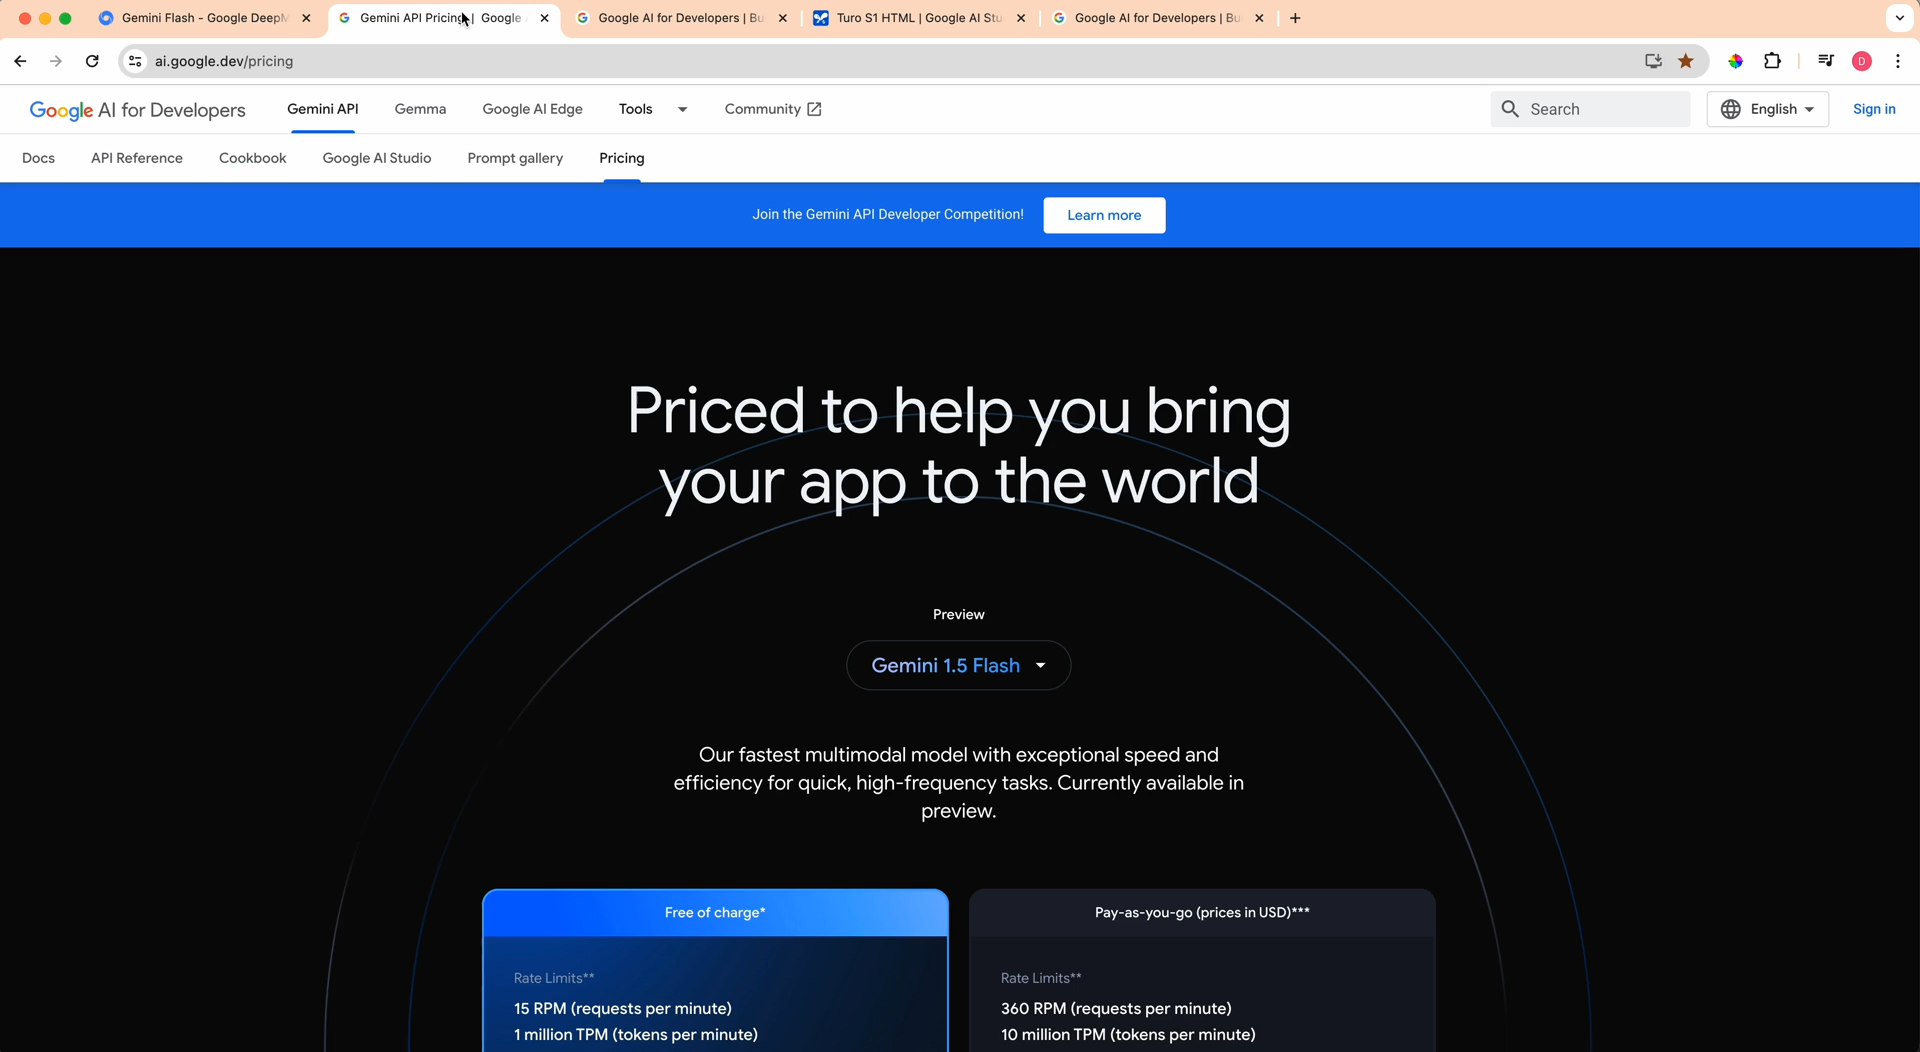 Gemini Flash - Google DeepM
Gemini API Pricing | Google
Google AI for Developers | Bu
Turo S1 HTML | Google AI Stu
Google AI for Developers | Bu
ai.google.dev/pricing
D
Google AI for Developers
Gemini API
Gemma
Google AI Edge
Tools
Community
Search
English
Sign in
Docs
API Reference
Cookbook
Google AI Studio
Prompt gallery
Pricing
Join the Gemini API Developer Competition!
Learn more
Priced to help you bring
your app to the world
Preview
Gemini 1.5 Flash
Our fastest multimodal model with exceptional speed and
efficiency for quick, high-frequency tasks. Currently available in
preview.
Free of charge*
Rate Limits**
15 RPM (requests per minute)
1 million TPM (tokens per minute)
Pay-as-you-go (prices in USD)***
Rate Limits**
360 RPM (requests per minute)
10 million TPM (tokens per minute)